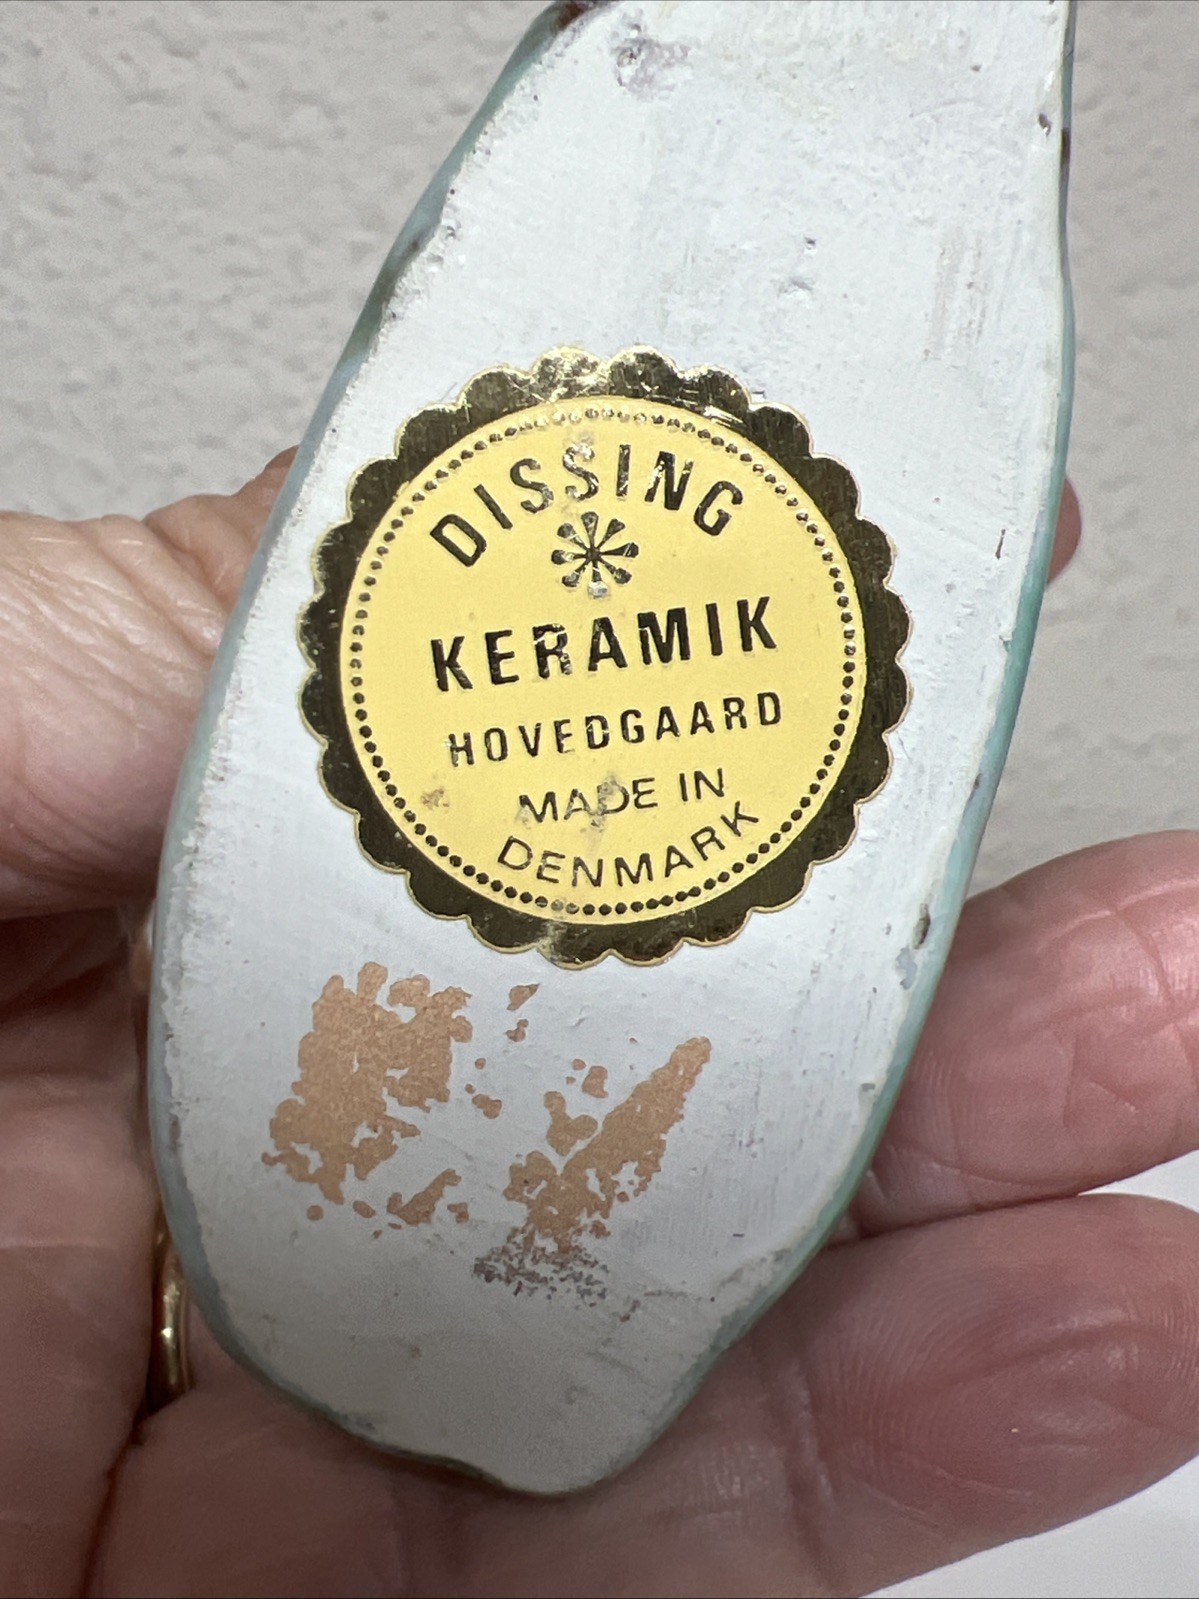 DISSING
KERAMIK
HOVEDGAARD
MADE IN
DENMARK